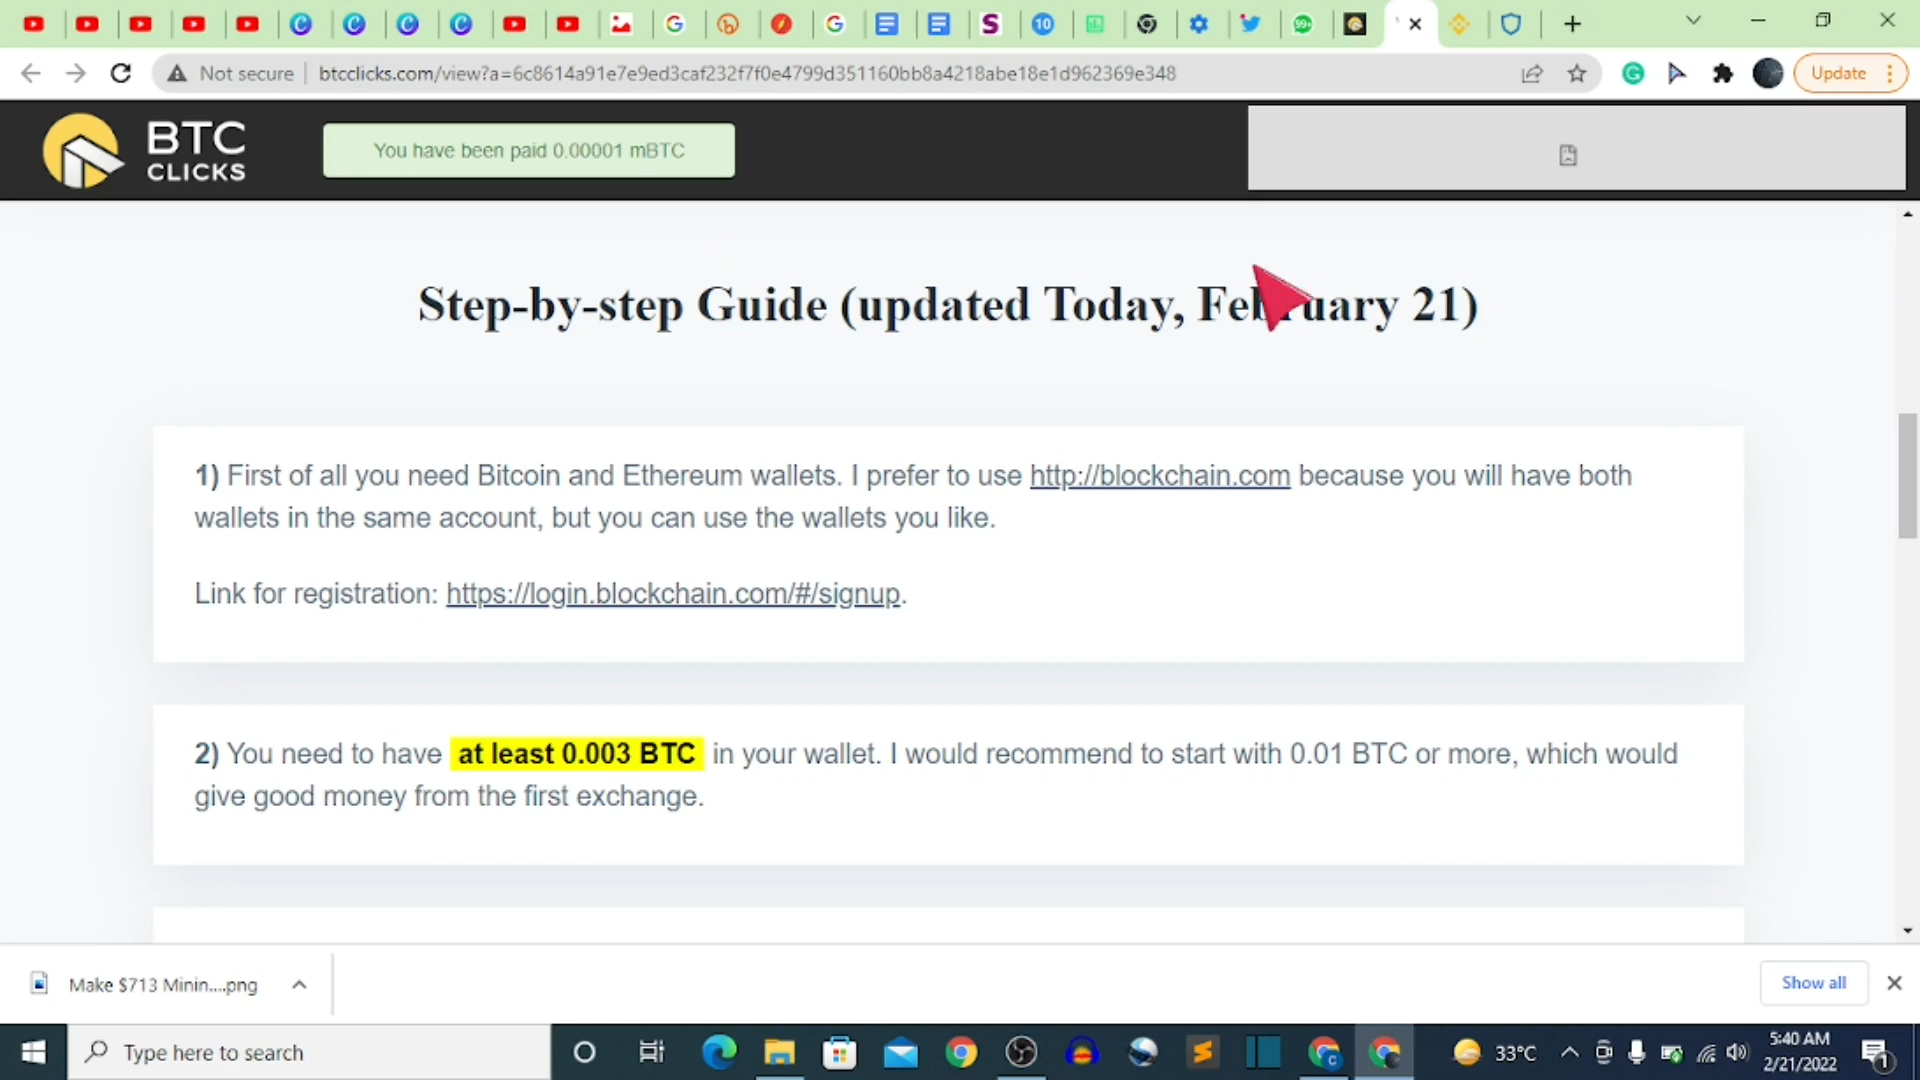 99+
10
Not secure
btcclicks.com/view?a=6c8614a91e7e9ed3caf232f7f0e4799d351160bb8a4218abe18e1d962369e348
Update
BTC
CLICKS
You have been paid 0.00001 mBTC
Step-by-step Guide (updated Today, February 21)
1) First of all you need Bitcoin and Ethereum wallets. I prefer to use http://blockchain.com because you will have both
wallets in the same account, but you can use the wallets you like.
Link for registration: https://login.blockchain.com/#/signup.
2) You need to have at least 0.003 BTC in your wallet. I would recommend to start with 0.01 BTC or more, which would
give good money from the first exchange.
Make $713 Minin....png
Show all
Type here to search
33°C
5:40 AM
2/21/2022
1